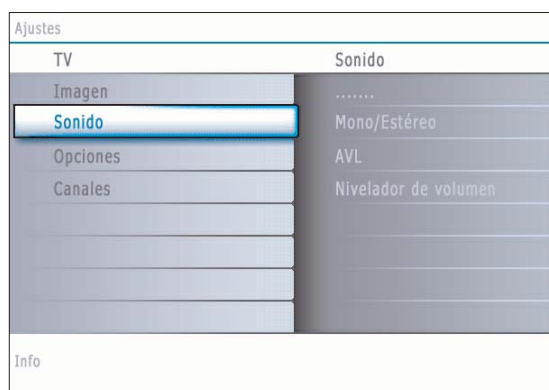 Ajustes
TV
Sonido
Imagen
.......
Sonido
Mono/Estéreo
Opciones
AVL
Canales
Nivelador de volumen
Info